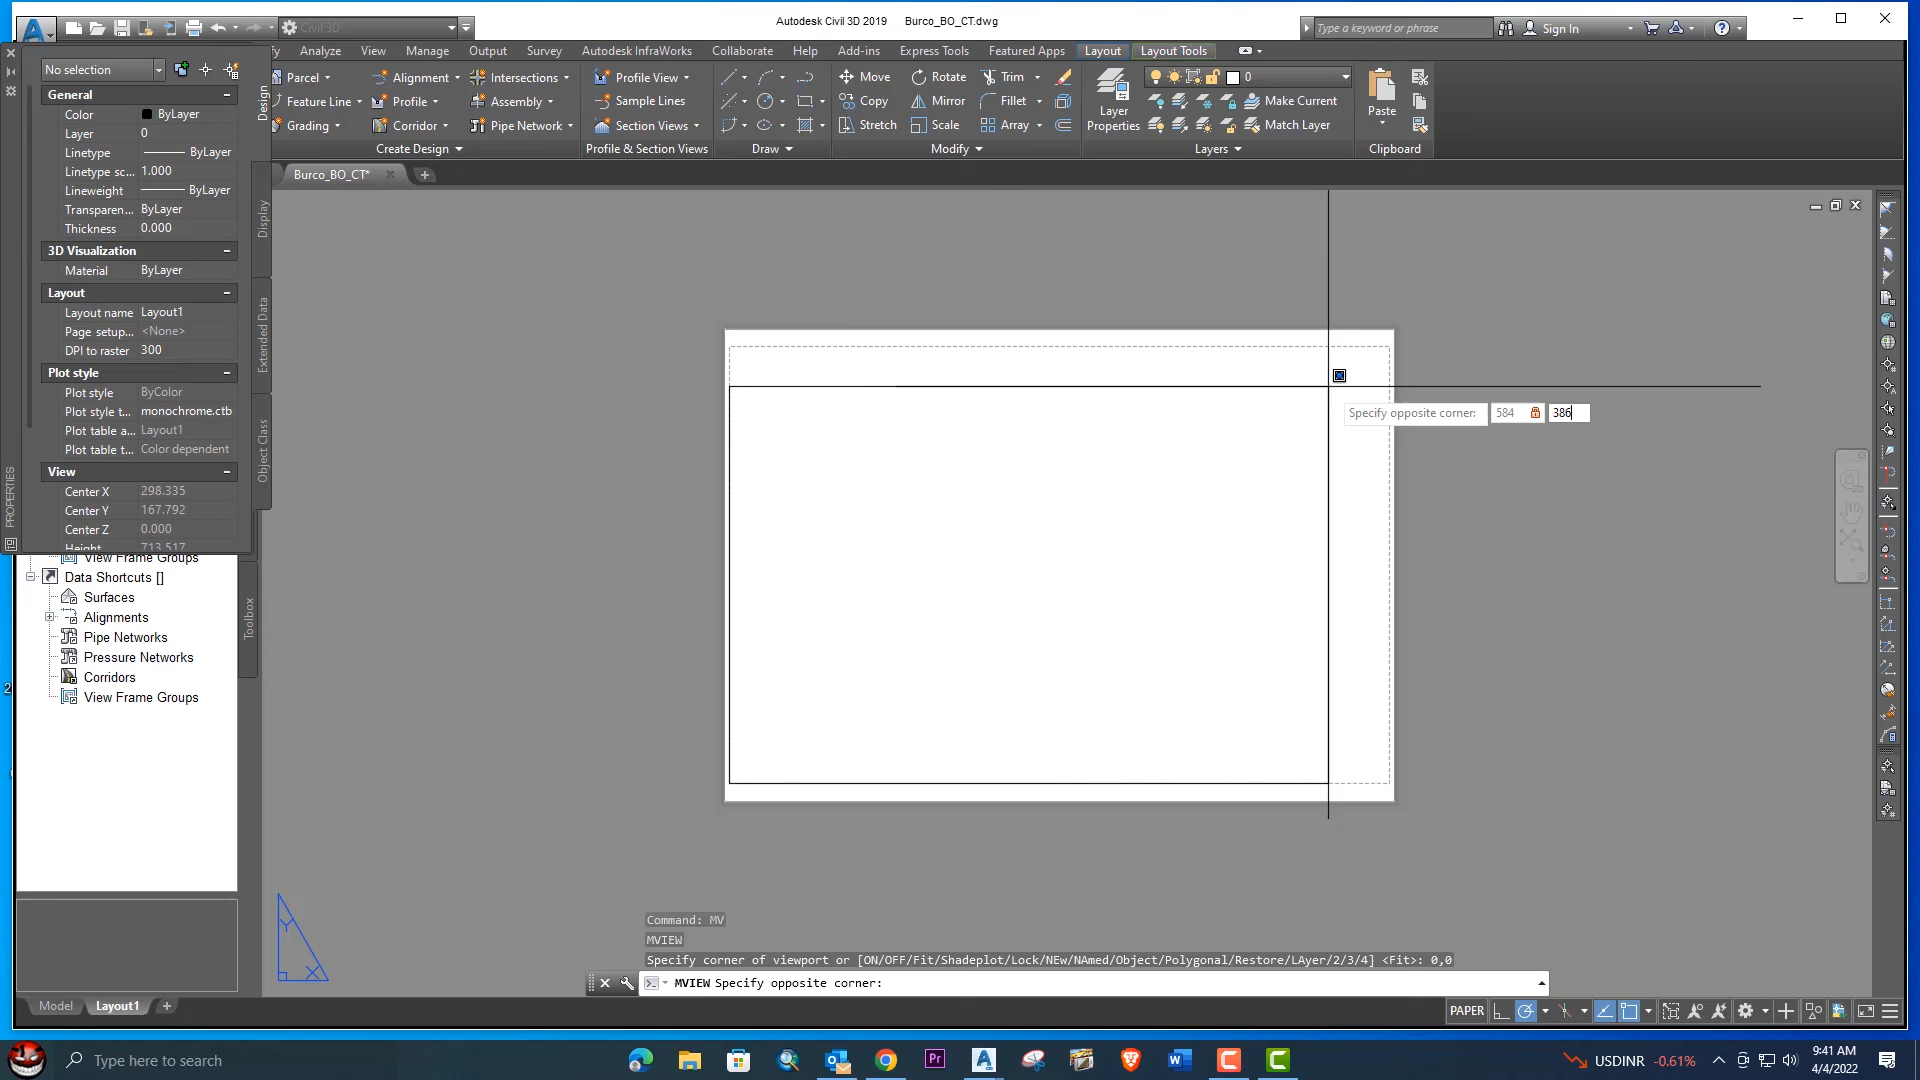 Civil 3D
Autodesk Civil 3D 2019 Burco_BO_CT.dwg
Type a keyword or phrase
Sign In
Analyze View Manage Output Survey Autodesk InfraWorks Collaborate Help Add-ins Express Tools Featured Apps Layout Layout Tools
No selection
General
Color ByLayer
Layer 0
Linetype ByLayer
Linetype sc... 1.000
Lineweight ByLayer
Transparen... ByLayer
Thickness 0.000
3D Visualization
Material ByLayer
Layout
Layout name Layout1
Page setup... <None>
DPI to raster 300
Plot style
Plot style ByColor
Plot style t... monochrome.ctb
Plot table a... Layout1
Plot table t... Color dependent
View
Center X 298.335
Center Y 167.792
Center Z 0.000
Height 713.517
PROPERTIES
Design
Display
Extended Data
Object Class
Toolbox
Parcel Alignment Intersections Profile View Move Rotate Trim 0
Feature Line Profile Assembly Sample Lines Copy Mirror Fillet Make Current
Grading Corridor Pipe Network Section Views Stretch Scale Array Match Layer
Layer Properties
Paste
Create Design Profile & Section Views Draw Modify Layers Clipboard
Burco_BO_CT*
View Frame Groups
Data Shortcuts []
Surfaces
Alignments
Pipe Networks
Pressure Networks
Corridors
View Frame Groups
Specify opposite corner: 584 386
Y
X
Command: MV
MVIEW
Specify corner of viewport or [ON/OFF/Fit/Shadeplot/Lock/NEw/NAmed/Object/Polygonal/Restore/LAyer/2/3/4] <Fit>: 0,0
MVIEW Specify opposite corner:
Model Layout1
PAPER
Type here to search
USDINR -0.61%
9:41 AM
4/4/2022